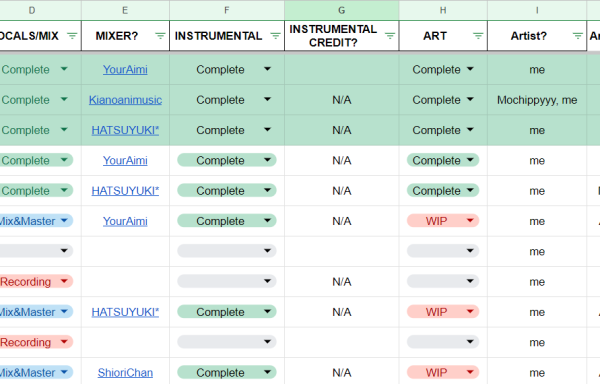 D E F G H I
OCALS/MIX MIXER? INSTRUMENTAL INSTRUMENTAL CREDIT? ART Artist? Ar
Complete YourAimi Complete Complete me
Complete Kianoanimusic Complete N/A Complete Mochippyyy, me
Complete HATSUYUKI* Complete N/A Complete me
Complete YourAimi Complete N/A Complete me
Complete HATSUYUKI* Complete N/A Complete me
Mix&Master YourAimi Complete N/A WIP me
me
Recording N/A me
Mix&Master HATSUYUKI* Complete N/A WIP me
Recording me
Mix&Master ShioriChan Complete N/A WIP me